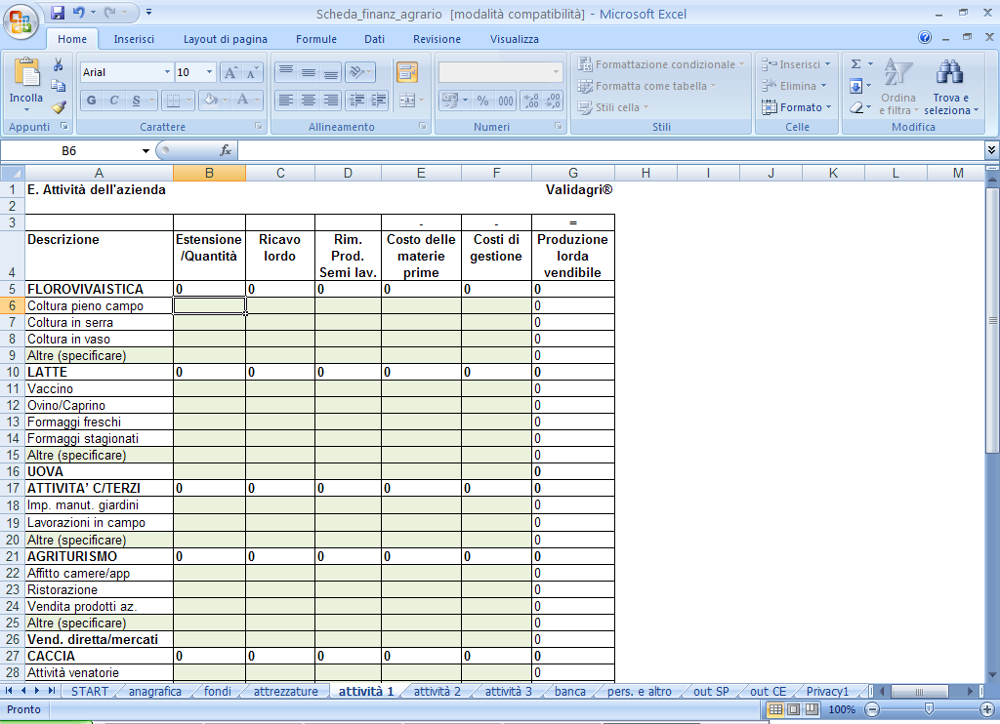 Scheda_finanz_agrario [modalità compatibilità] - Microsoft Excel
Home Inserisci Layout di pagina Formule Dati Revisione Visualizza
Incolla
Appunti
Arial 10
G C S
Carattere
Allineamento
% 000
Numeri
Formattazione condizionale
Formatta come tabella
Stili cella
Stili
Inserisci
Elimina
Formato
Celle
Σ
Ordina e filtra
Trova e seleziona
Modifica
B6 fx
A B C D E F G H I J K L M
1 E. Attività dell'azienda Validagri®
2
3 - - =
4 Descrizione Estensione /Quantità Ricavo lordo Rim. Prod. Semi lav. Costo delle materie prime Costi di gestione Produzione lorda vendibile
5 FLOROVIVAISTICA 0 0 0 0 0 0
6 Coltura pieno campo 0
7 Coltura in serra 0
8 Coltura in vaso 0
9 Altre (specificare) 0
10 LATTE 0 0 0 0 0 0
11 Vaccino 0
12 Ovino/Caprino 0
13 Formaggi freschi 0
14 Formaggi stagionati 0
15 Altre (specificare) 0
16 UOVA 0
17 ATTIVITA’ C/TERZI 0 0 0 0 0 0
18 Imp. manut. giardini 0
19 Lavorazioni in campo 0
20 Altre (specificare) 0
21 AGRITURISMO 0 0 0 0 0 0
22 Affitto camere/app 0
23 Ristorazione 0
24 Vendita prodotti az. 0
25 Altre (specificare) 0
26 Vend. diretta/mercati 0
27 CACCIA 0 0 0 0 0 0
28 Attività venatorie 0
START anagrafica fondi attrezzature attività 1 attività 2 attività 3 banca pers. e altro out SP out CE Privacy1
Pronto 100%